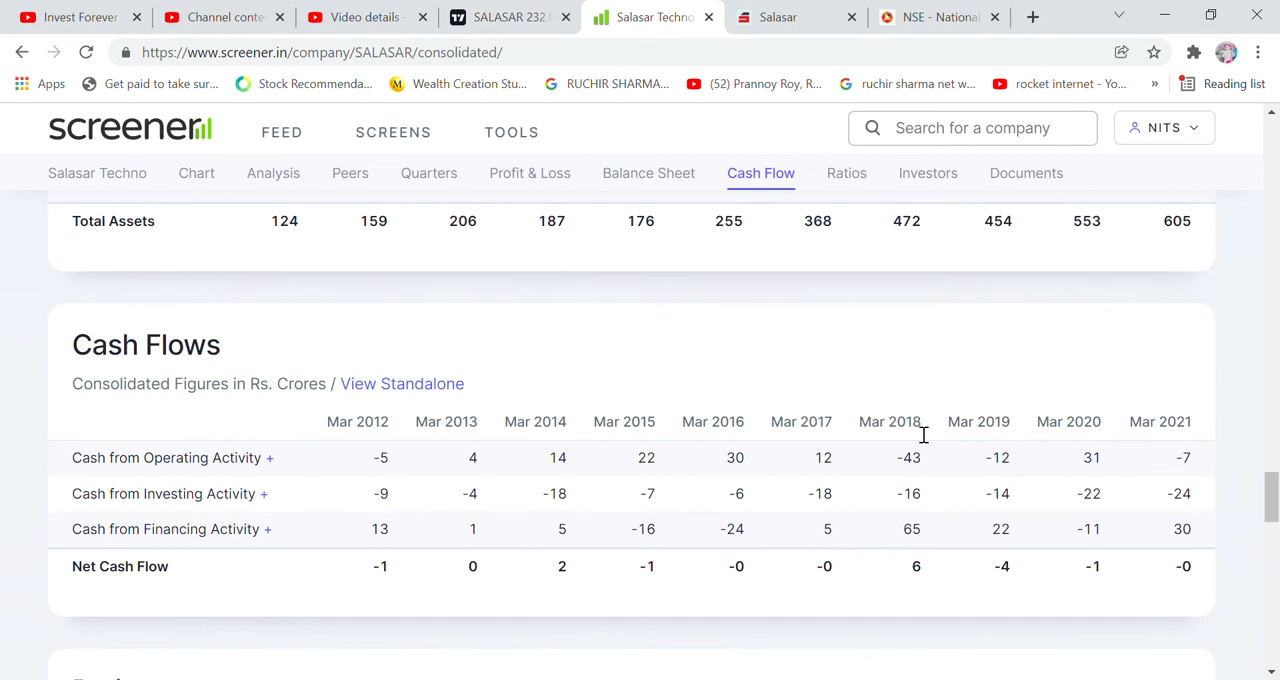 Invest Forever
Channel conte
Video details -
SALASAR 232.
Salasar Techno
Salasar
NSE - National
https://www.screener.in/company/SALASAR/consolidated/
Apps Get paid to take sur... Stock Recommenda... Wealth Creation Stu... RUCHIR SHARMA... (52) Prannoy Roy, R... ruchir sharma net w... rocket internet - Yo... » Reading list
screener FEED SCREENS TOOLS Search for a company NITS
Salasar Techno Chart Analysis Peers Quarters Profit & Loss Balance Sheet Cash Flow Ratios Investors Documents
Total Assets 124 159 206 187 176 255 368 472 454 553 605
Cash Flows
Consolidated Figures in Rs. Crores / View Standalone
Mar 2012 Mar 2013 Mar 2014 Mar 2015 Mar 2016 Mar 2017 Mar 2018 Mar 2019 Mar 2020 Mar 2021
Cash from Operating Activity + -5 4 14 22 30 12 -43 -12 31 -7
Cash from Investing Activity + -9 -4 -18 -7 -6 -18 -16 -14 -22 -24
Cash from Financing Activity + 13 1 5 -16 -24 5 65 22 -11 30
Net Cash Flow -1 0 2 -1 -0 -0 6 -4 -1 -0